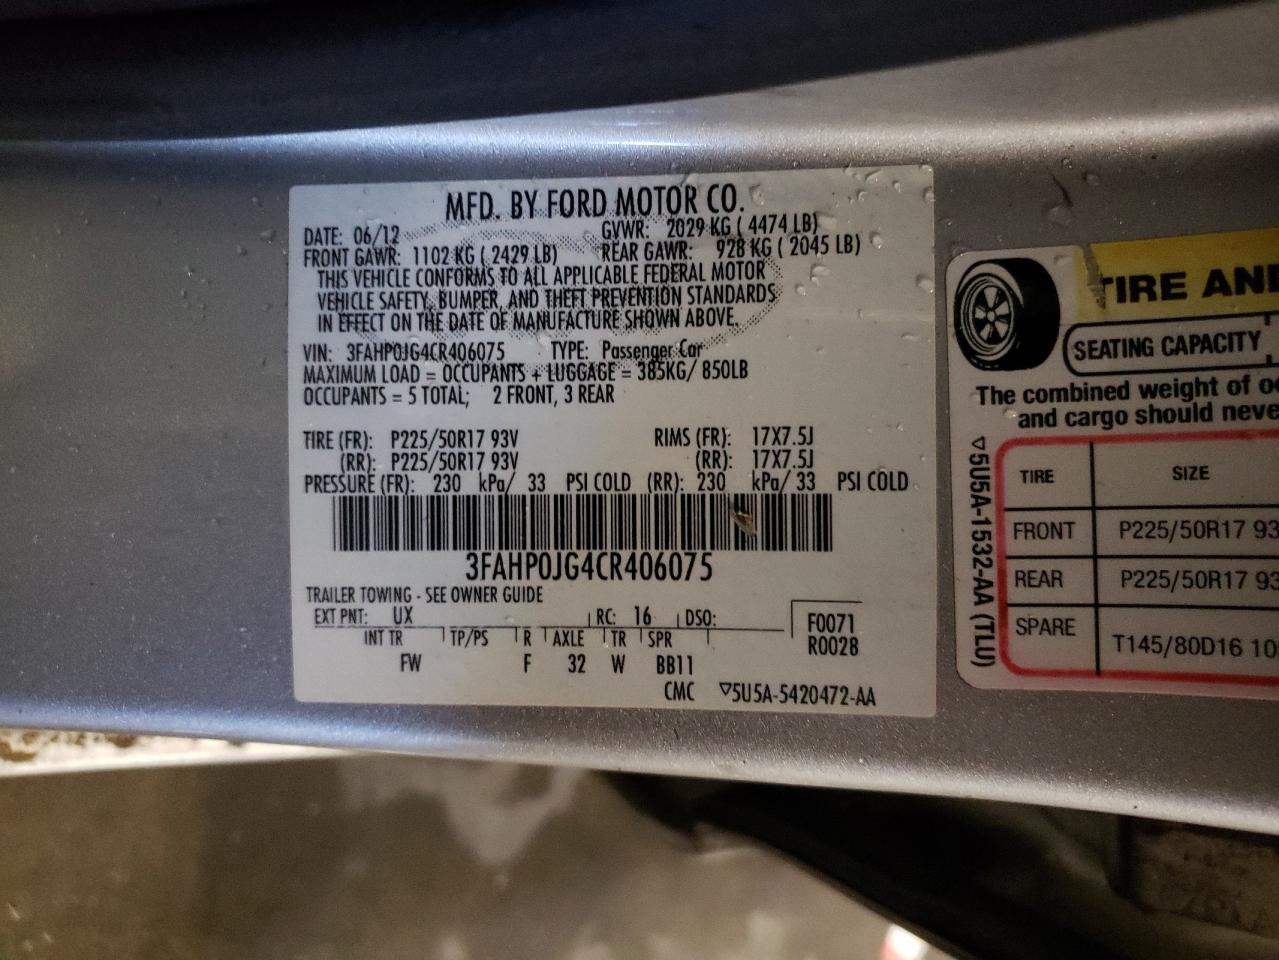 MFD. BY FORD MOTOR CO.
DATE: 06/12 GVWR: 2029 KG ( 4474 LB)
FRONT GAWR: 1102 KG ( 2429 LB) REAR GAWR: 928 KG ( 2045 LB)
THIS VEHICLE CONFORMS TO ALL APPLICABLE FEDERAL MOTOR
VEHICLE SAFETY, BUMPER, AND THEFT PREVENTION STANDARDS
IN EFFECT ON THE DATE OF MANUFACTURE SHOWN ABOVE.
VIN: 3FAHP0JG4CR406075 TYPE: Passenger Car
MAXIMUM LOAD = OCCUPANTS + LUGGAGE = 385KG/ 850LB
OCCUPANTS = 5 TOTAL; 2 FRONT, 3 REAR
TIRE (FR): P225/50R17 93V RIMS (FR): 17X7.5J
(RR): P225/50R17 93V (RR): 17X7.5J
PRESSURE (FR): 230 kPa/ 33 PSI COLD (RR): 230 kPa/ 33 PSI COLD
3FAHP0JG4CR406075
TRAILER TOWING - SEE OWNER GUIDE
EXT PNT: UX RC: 16 DSO:
INT TR TP/PS R AXLE TR SPR
FW F 32 W BB11
F0071
R0028
CMC ▽5U5A-5420472-AA
TIRE AN
SEATING CAPACITY
The combined weight of
and cargo should neve
▽5U5A-1532-AA (TLU)
TIRE SIZE
FRONT P225/50R17 93
REAR P225/50R17 93
SPARE T145/80D16 10